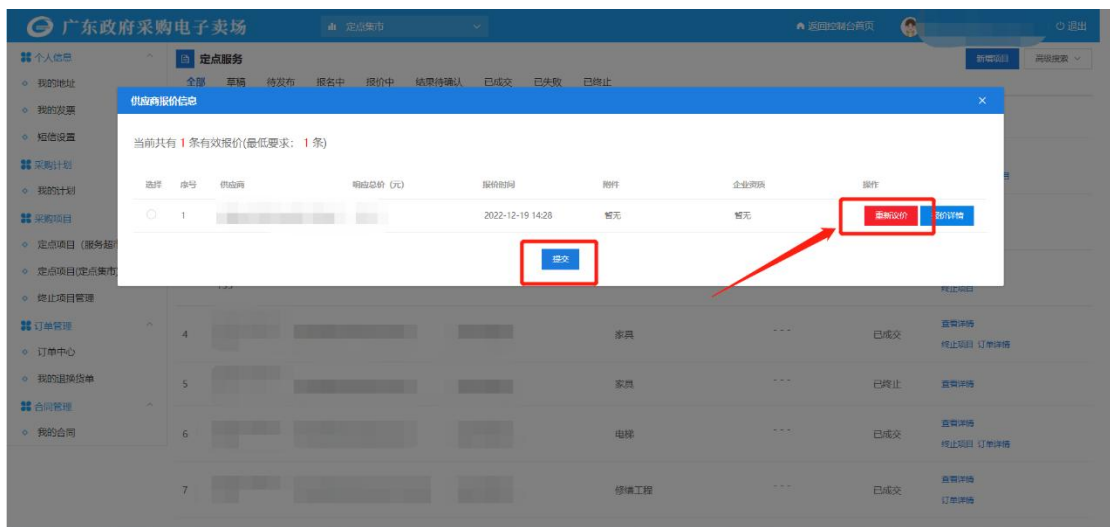 广东政府采购电子卖场
定点集市
返回控制台首页
退出
个人信息
我的地址
我的发票
短信设置
采购计划
我的计划
采购项目
定点项目（服务超市
定点项目(定点集市)
终止项目管理
订单管理
订单中心
我的退换货单
合同管理
我的合同
定点服务
新增项目
高级搜索
全部 草稿 待发布 报名中 报价中 结果待确认 已成交 已失败 已终止
供应商报价信息
当前共有 1 条有效报价(最低要求： 1 条)
选择 序号 供应商 响应总价（元） 报价时间 附件 企业资质 操作
1 2022-12-19 14:28 暂无 暂无 重新议价 报价详情
提交
终止项目
4 家具 --- 已成交 查看详情
终止项目 订单详情
5 家具 --- 已终止 查看详情
6 电梯 --- 已成交 查看详情
终止项目 订单详情
7 修缮工程 --- 已成交 查看详情
订单详情